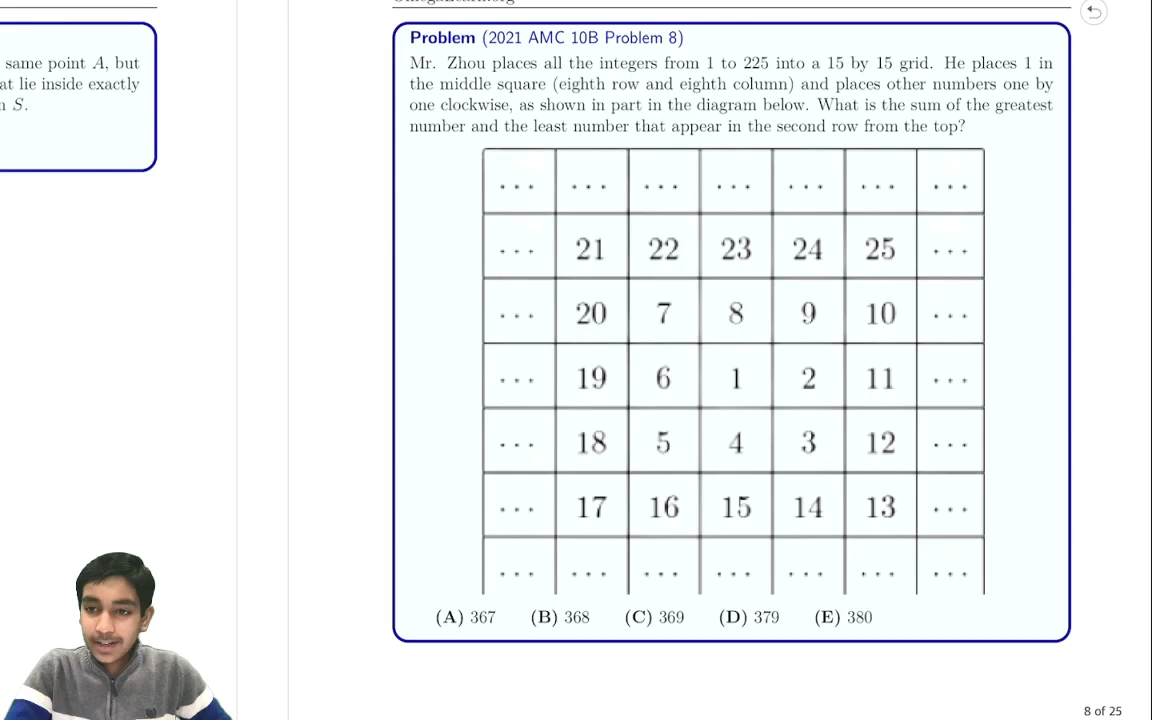 OmegaLearn.org
same point A, but
at lie inside exactly
n S.
Problem (2021 AMC 10B Problem 8)
Mr. Zhou places all the integers from 1 to 225 into a 15 by 15 grid. He places 1 in
the middle square (eighth row and eighth column) and places other numbers one by
one clockwise, as shown in part in the diagram below. What is the sum of the greatest
number and the least number that appear in the second row from the top?
... ... ... ... ... ... ...
... 21 22 23 24 25 ...
... 20 7 8 9 10 ...
... 19 6 1 2 11 ...
... 18 5 4 3 12 ...
... 17 16 15 14 13 ...
... ... ... ... ... ... ...
(A) 367 (B) 368 (C) 369 (D) 379 (E) 380
8 of 25